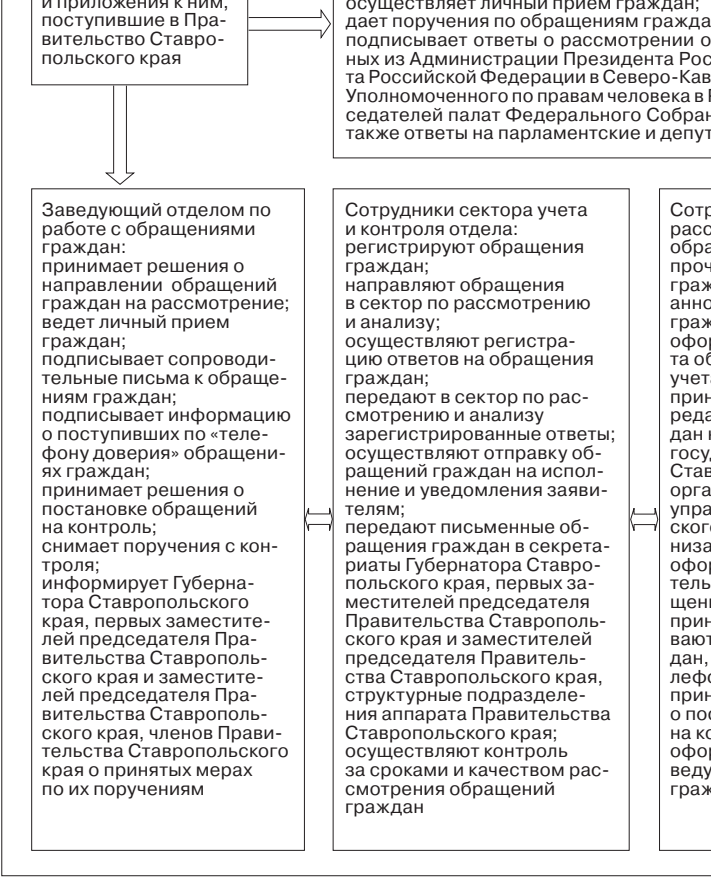 и приложения к ним,
поступившие в Пра-
вительство Ставро-
польского края
осуществляет личный прием граждан;
дает поручения по обращениям гражда
подписывает ответы о рассмотрении о
ных из Администрации Президента Рос
та Российской Федерации в Северо-Кав
Уполномоченного по правам человека в
седателей палат Федерального Собран
также ответы на парламентские и депут
Заведующий отделом по
работе с обращениями
граждан:
принимает решения о
направлении обращений
граждан на рассмотрение;
ведет личный прием
граждан;
подписывает сопроводи-
тельные письма к обраще-
ниям граждан;
подписывает информацию
о поступивших по «теле-
фону доверия» обращени-
ях граждан;
принимает решения о
постановке обращений
на контроль;
снимает поручения с кон-
троля;
информирует Губерна-
тора Ставропольского
края, первых заместите-
лей председателя Пра-
вительства Ставрополь-
ского края и заместите-
лей председателя Пра-
вительства Ставрополь-
ского края, членов Прави-
тельства Ставропольского
края о принятых мерах
по их поручениям
Сотрудники сектора учета
и контроля отдела:
регистрируют обращения
граждан;
направляют обращения
в сектор по рассмотрению
и анализу;
осуществляют регистра-
цию ответов на обращения
граждан;
передают в сектор по рас-
смотрению и анализу
зарегистрированные ответы;
осуществляют отправку об-
ращений граждан на испол-
нение и уведомления заяви-
телям;
передают письменные об-
ращения граждан в секрета-
риаты Губернатора Ставро-
польского края, первых за-
местителей председателя
Правительства Ставрополь-
ского края и заместителей
председателя Правитель-
ства Ставропольского края,
структурные подразделе-
ния аппарата Правительства
Ставропольского края;
осуществляют контроль
за сроками и качеством рас-
смотрения обращений
граждан
Сотр
расс
обра
проч
граж
анно
граж
офор
та об
учета
прин
реда
дан н
госуд
Став
орга
упра
ског
низа
офор
тель
щени
прин
вают
дан,
лефо
прин
о пос
на ко
офор
веду
граж